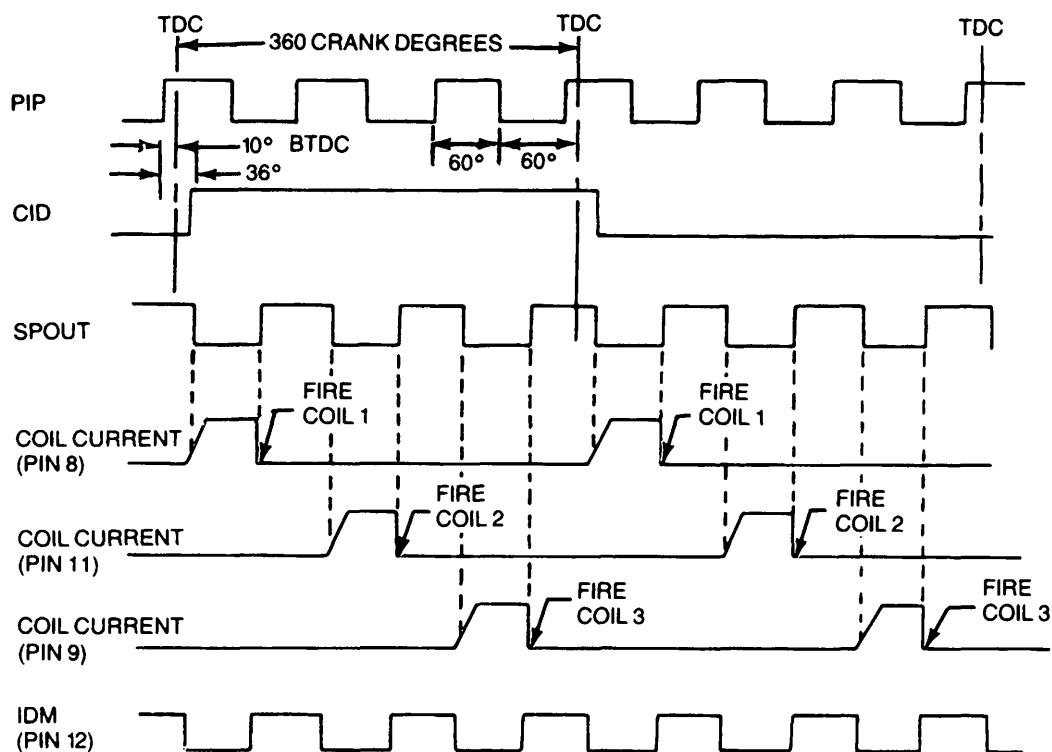 TDC
TDC
TDC
360 CRANK DEGREES
PIP
10° BTDC
60°
60°
36°
CID
SPOUT
FIRE
COIL 1
FIRE
COIL 1
COIL CURRENT
(PIN 8)
FIRE
COIL 2
FIRE
COIL 2
COIL CURRENT
(PIN 11)
FIRE
COIL 3
FIRE
COIL 3
COIL CURRENT
(PIN 9)
IDM
(PIN 12)